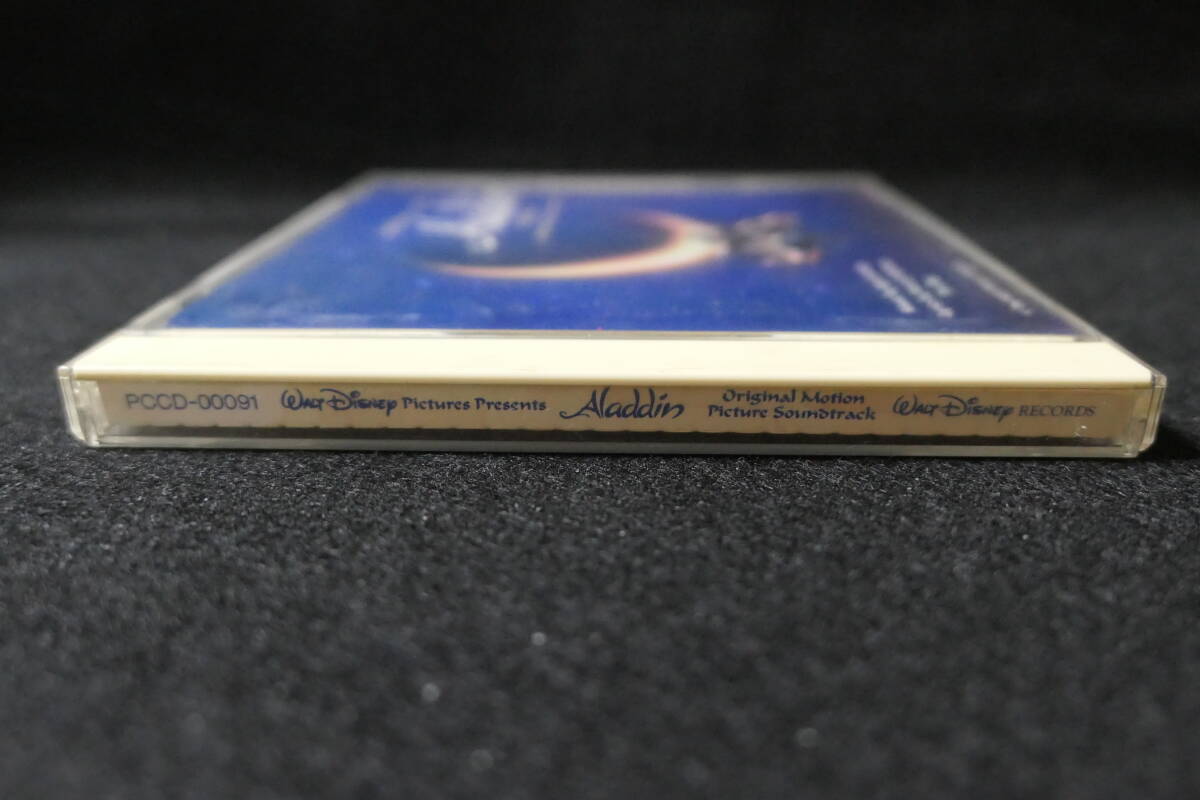 PCCD-00091 Walt Disney Pictures Presents Aladdin Original Motion
Picture Soundtrack Walt Disney RECORDS